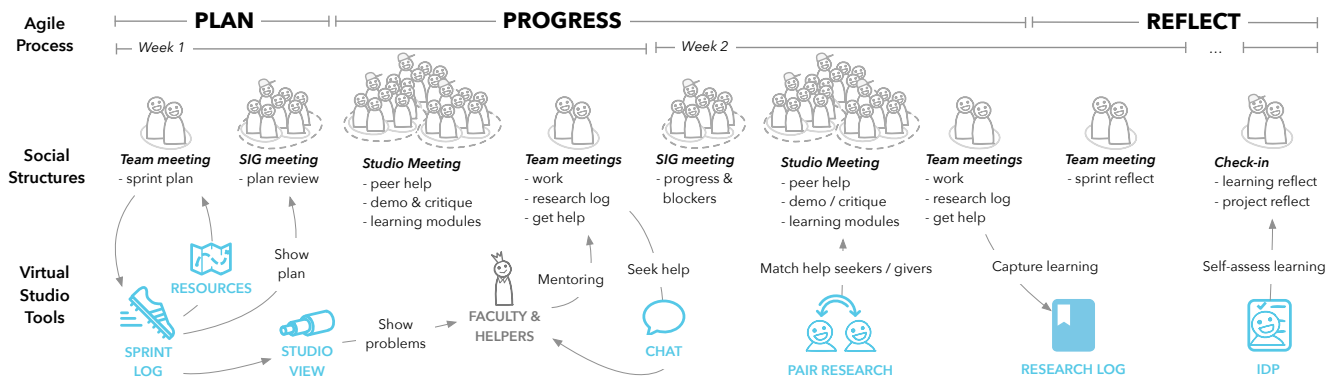 Agile
Process
PLAN
PROGRESS
REFLECT
Week 1
Week 2
...
Social
Structures
Team meeting
- sprint plan
SIG meeting
- plan review
Studio Meeting
- peer help
- demo & critique
- learning modules
Team meetings
- work
- research log
- get help
SIG meeting
- progress &
blockers
Studio Meeting
- peer help
- demo / critique
- learning modules
Team meetings
- work
- research log
- get help
Team meeting
- sprint reflect
Check-in
- learning reflect
- project reflect
Virtual
Studio
Tools
RESOURCES
Show
plan
Mentoring
Seek help
Match help seekers / givers
Capture learning
Self-assess learning
SPRINT
LOG
STUDIO
VIEW
Show
problems
FACULTY &
HELPERS
CHAT
PAIR RESEARCH
RESEARCH LOG
IDP